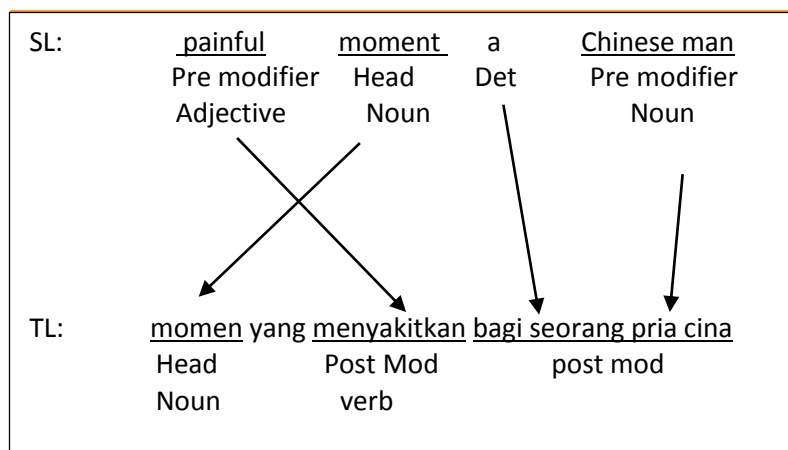 SL: painful moment a Chinese man
Pre modifier Head Det Pre modifier
Adjective Noun Noun
TL: momen yang menyakitkan bagi seorang pria cina
Head Post Mod post mod
Noun verb